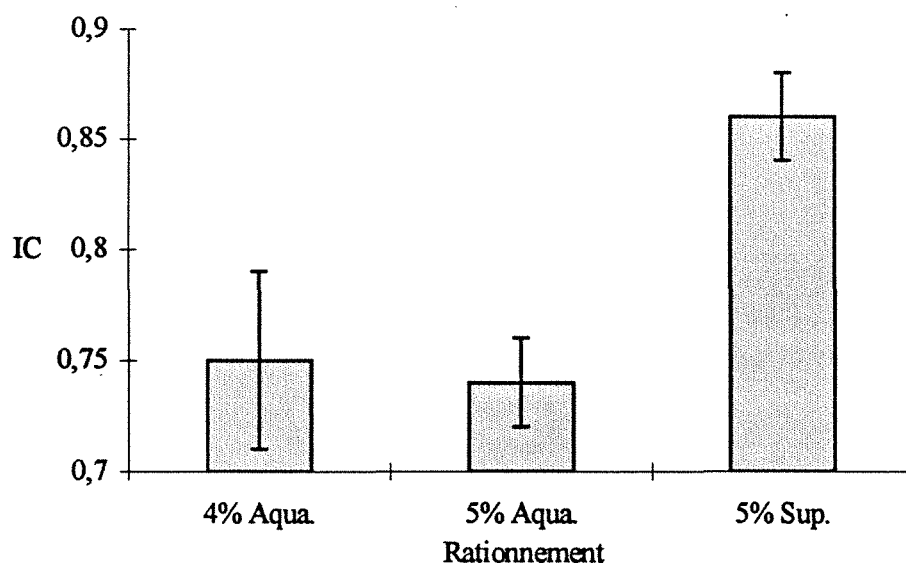 0,9
0,85
IC 0,8
0,75
0,7
4% Aqua. 5% Aqua. 5% Sup.
Rationnement